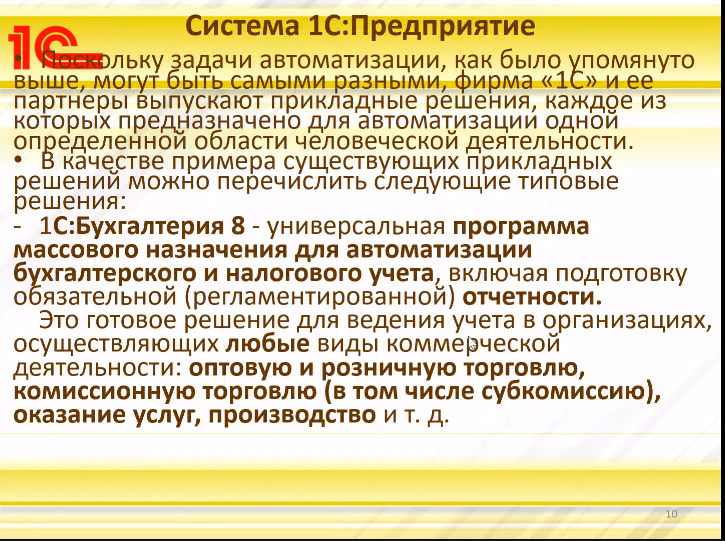 Система 1С:Предприятие
1С
• Поскольку задачи автоматизации, как было упомянуто
выше, могут быть самыми разными, фирма «1С» и ее
партнеры выпускают прикладные решения, каждое из
которых предназначено для автоматизации одной
определенной области человеческой деятельности.
• В качестве примера существующих прикладных
решений можно перечислить следующие типовые
решения:
- 1С:Бухгалтерия 8 - универсальная программа
массового назначения для автоматизации
бухгалтерского и налогового учета, включая подготовку
обязательной (регламентированной) отчетности.
Это готовое решение для ведения учета в организациях,
осуществляющих любые виды коммерческой
деятельности: оптовую и розничную торговлю,
комиссионную торговлю (в том числе субкомиссию),
оказание услуг, производство и т. д.
10